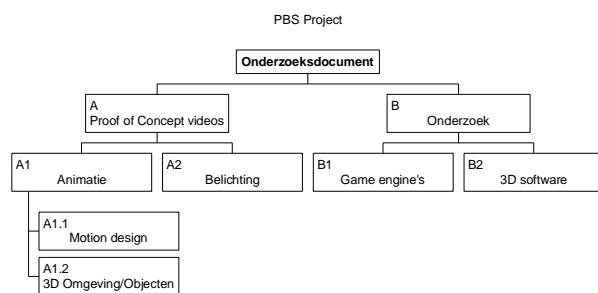 PBS Project
Onderzoeksdocument
A
Proof of Concept videos
B
Onderzoek
A1
Animatie
A2
Belichting
B1
Game engine's
B2
3D software
A1.1
Motion design
A1.2
3D Omgeving/Objecten